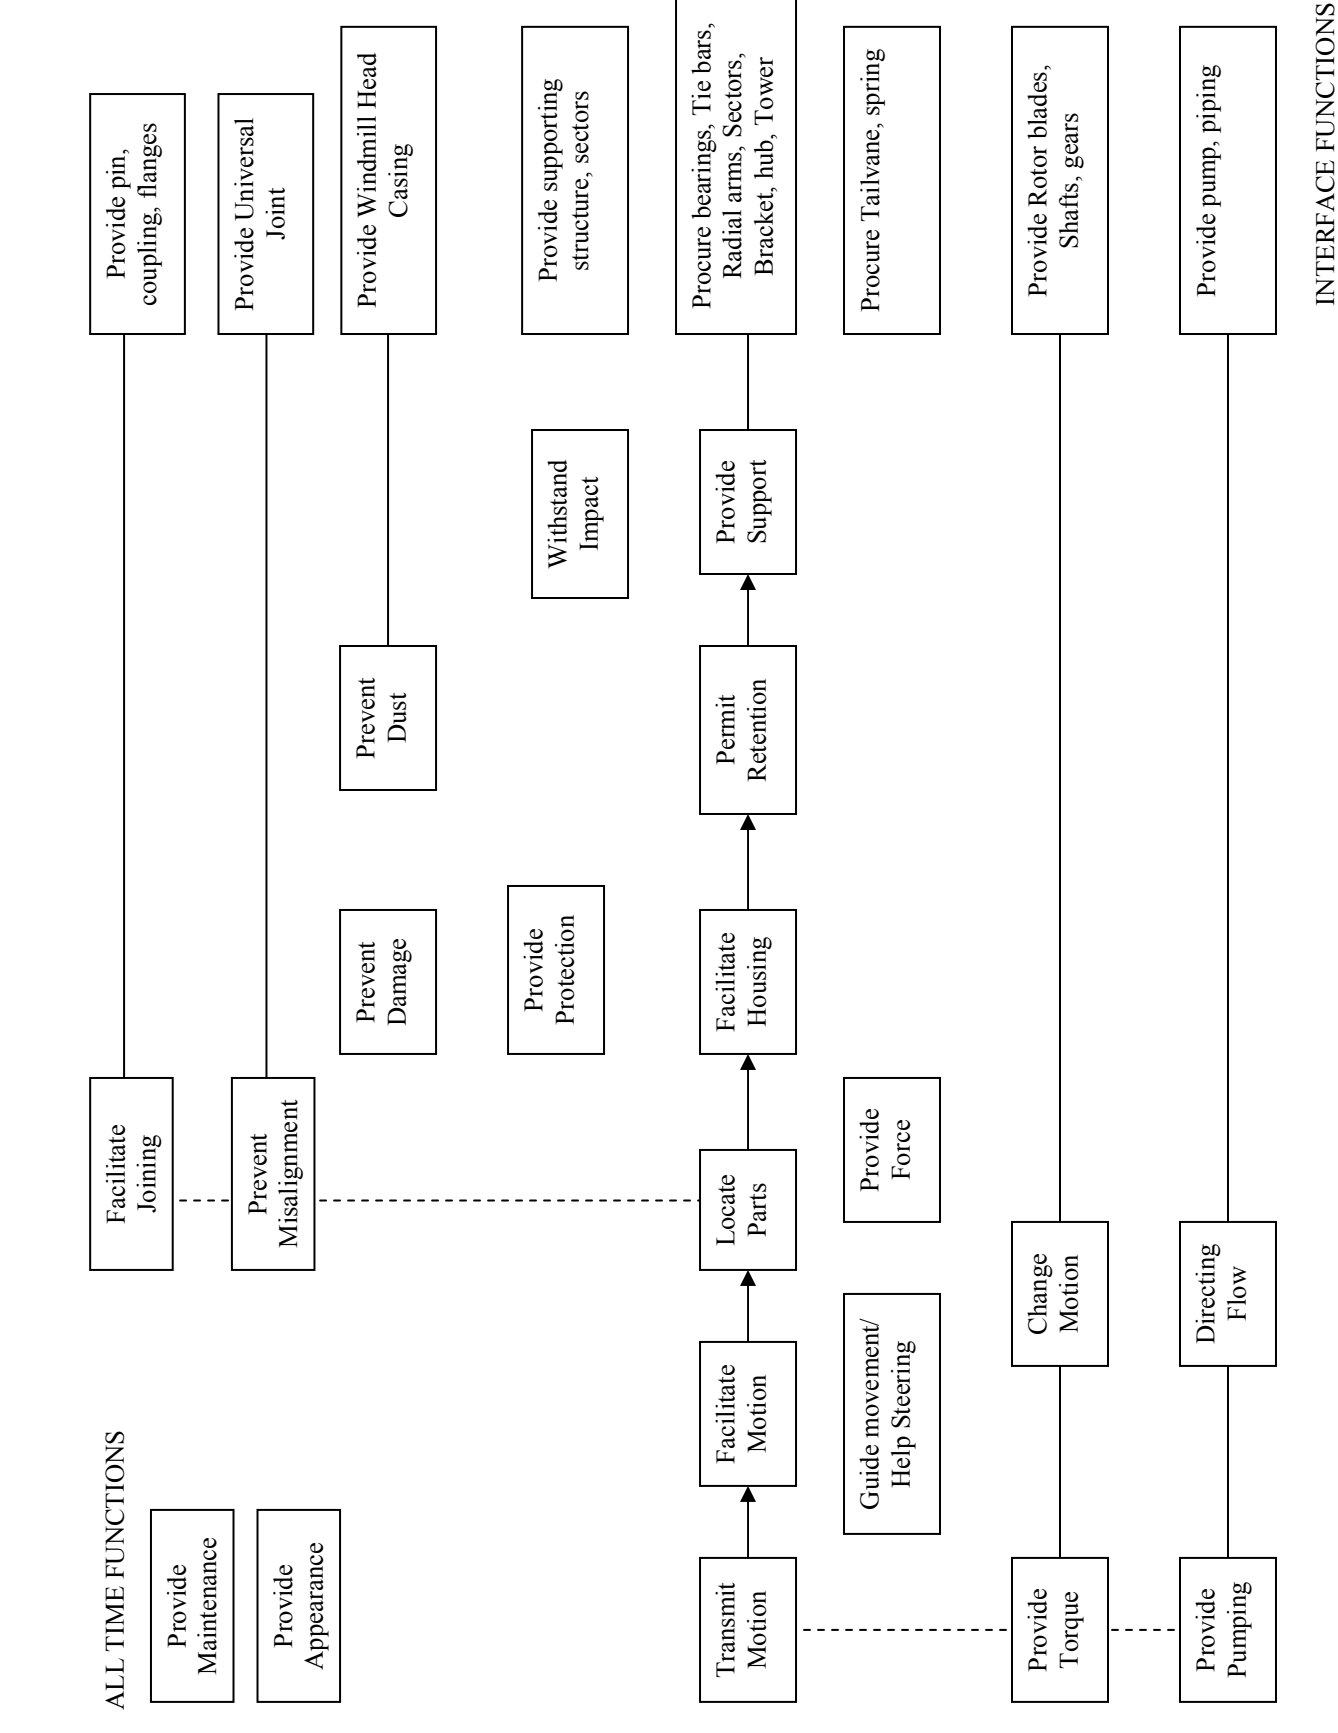 ALL TIME FUNCTIONS
Provide
Maintenance
Provide
Appearance
Facilitate
Joining
Provide pin,
coupling, flanges
Prevent
Misalignment
Provide Universal
Joint
Prevent
Damage
Prevent
Dust
Provide Windmill Head
Casing
Provide
Protection
Withstand
Impact
Provide supporting
structure, sectors
Transmit
Motion
Facilitate
Motion
Locate
Parts
Facilitate
Housing
Permit
Retention
Provide
Support
Procure bearings, Tie bars,
Radial arms, Sectors,
Bracket, hub, Tower
Guide movement/
Help Steering
Provide
Force
Procure Tailvane, spring
Provide
Torque
Change
Motion
Provide Rotor blades,
Shafts, gears
Provide
Pumping
Directing
Flow
Provide pump, piping
INTERFACE FUNCTIONS